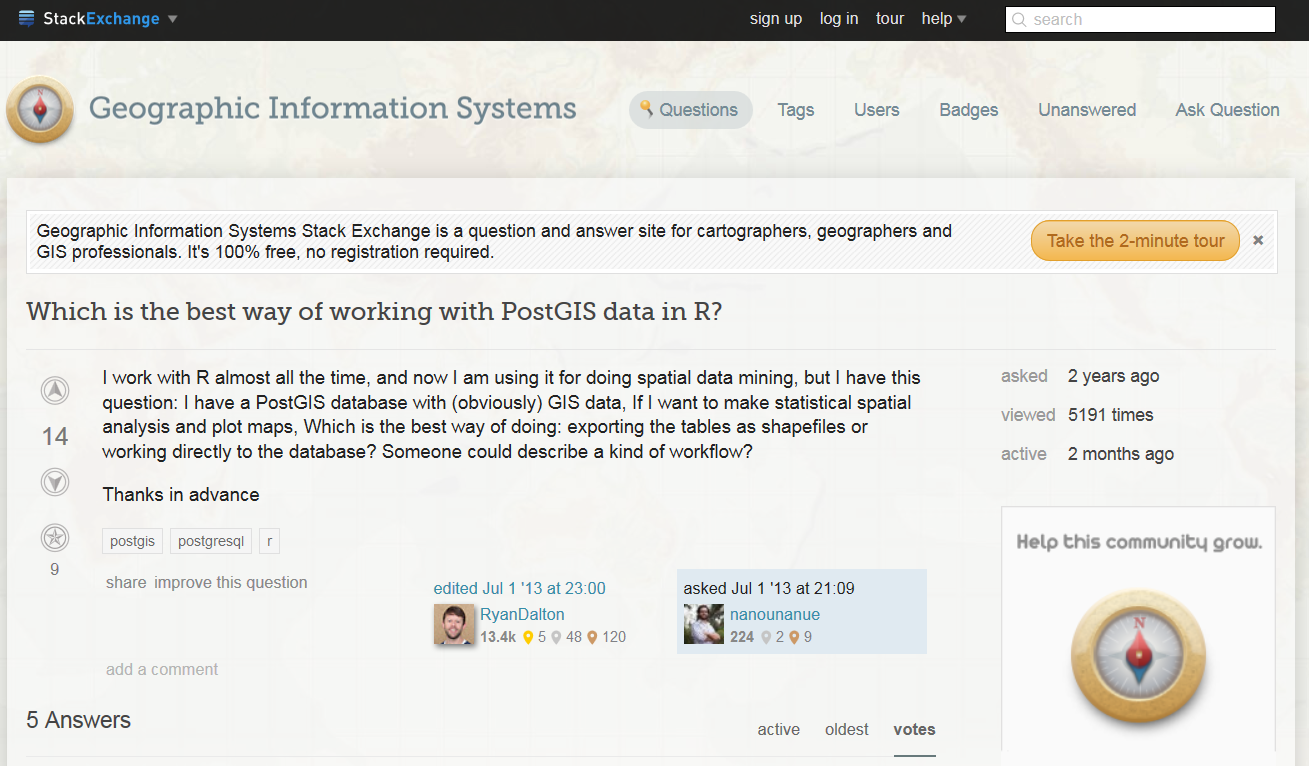 StackExchange
sign up log in tour help
search
Geographic Information Systems
Questions Tags Users Badges Unanswered Ask Question
Geographic Information Systems Stack Exchange is a question and answer site for cartographers, geographers and
GIS professionals. It's 100% free, no registration required.
Take the 2-minute tour
Which is the best way of working with PostGIS data in R?
14
9
I work with R almost all the time, and now I am using it for doing spatial data mining, but I have this
question: I have a PostGIS database with (obviously) GIS data, If I want to make statistical spatial
analysis and plot maps, Which is the best way of doing: exporting the tables as shapefiles or
working directly to the database? Someone could describe a kind of workflow?
Thanks in advance
postgis postgresql r
share improve this question
edited Jul 1 '13 at 23:00
RyanDalton
13.4k 5 48 120
asked Jul 1 '13 at 21:09
nanounanue
224 2 9
add a comment
5 Answers
active oldest votes
asked 2 years ago
viewed 5191 times
active 2 months ago
Help this community grow.
N